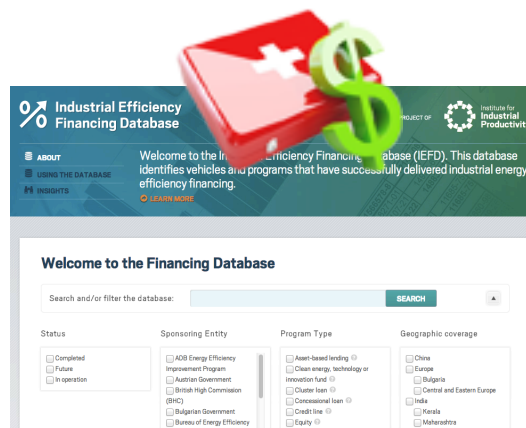 Industrial Efficiency
Financing Database
PROJECT OF
Institute for
Industrial
Productivit
ABOUT
USING THE DATABASE
INSIGHTS
Welcome to the In Efficiency Financing Database (IEFD). This database
identifies vehicles and programs that have successfully delivered industrial energy
efficiency financing.
LEARN MORE
Welcome to the Financing Database
Search and/or filter the database:
SEARCH
Status
Completed
Future
In operation
Sponsoring Entity
ADB Energy Efficiency
Improvement Program
Austrian Government
British High Commission
(BHC)
Bulgarian Government
Bureau of Energy Efficiency
Program Type
Asset-based lending
Clean energy, technology or
innovation fund
Cluster loan
Concessional loan
Credit line
Equity
Geographic coverage
China
Europe
Bulgaria
Central and Eastern Europe
India
Kerala
Maharashtra